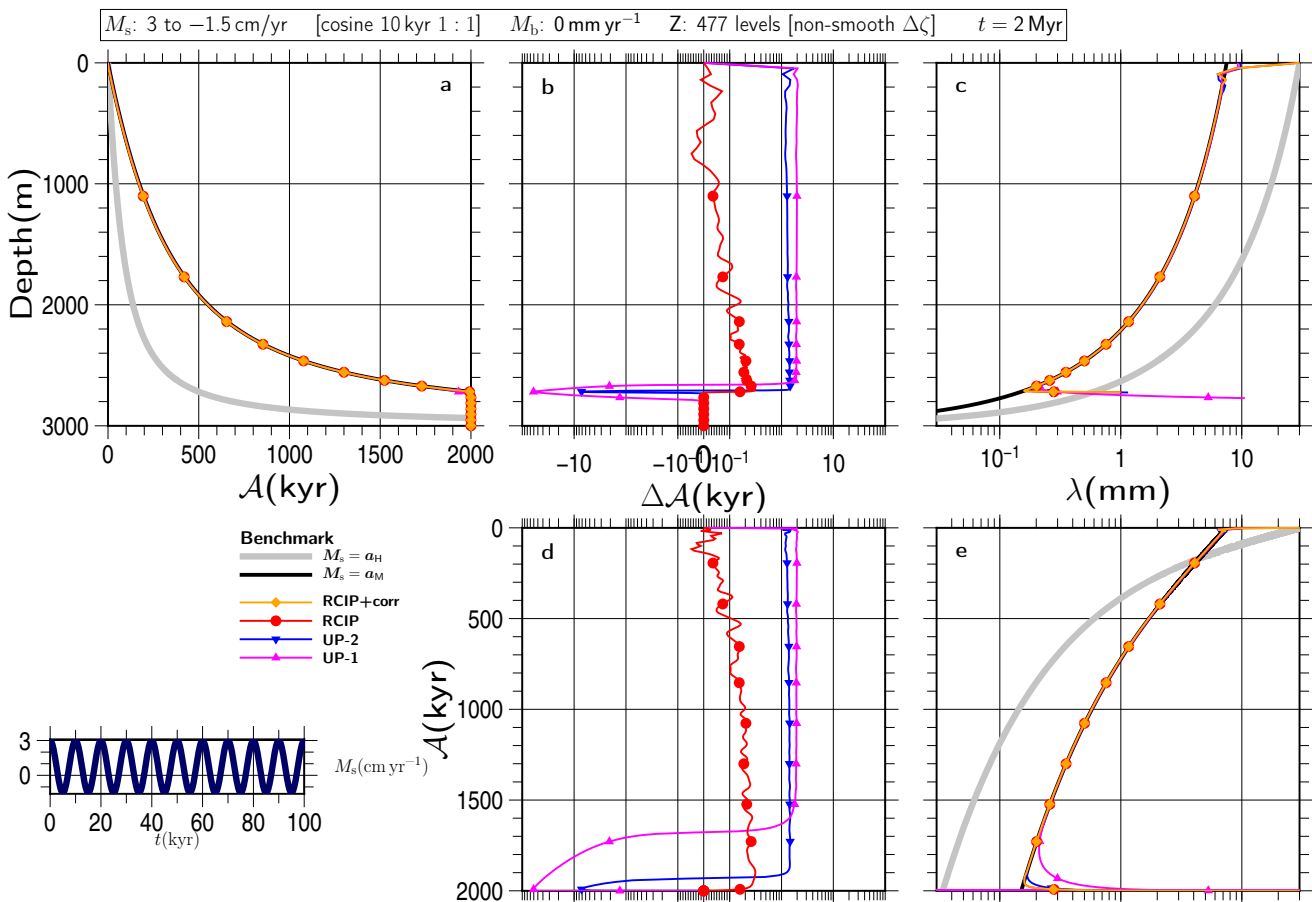 Mₛ: 3 to −1.5 cm/yr [cosine 10 kyr 1 : 1] M_b: 0 mm yr⁻¹ Z: 477 levels [non-smooth Δζ] t = 2 Myr
a
b
c
0
1000
2000
3000
Depth(m)
0 500 1000 1500 2000
𝒜(kyr)
−10 −10⁻¹ 0 10⁻¹ 10
Δ𝒜(kyr)
10⁻¹ 1 10
λ(mm)
Benchmark
Mₛ = a_H
Mₛ = a_M
RCIP+corr
RCIP
UP-2
UP-1
3
0
Mₛ(cm yr⁻¹)
0 20 40 60 80 100
t(kyr)
d
e
0
500
1000
1500
2000
𝒜(kyr)